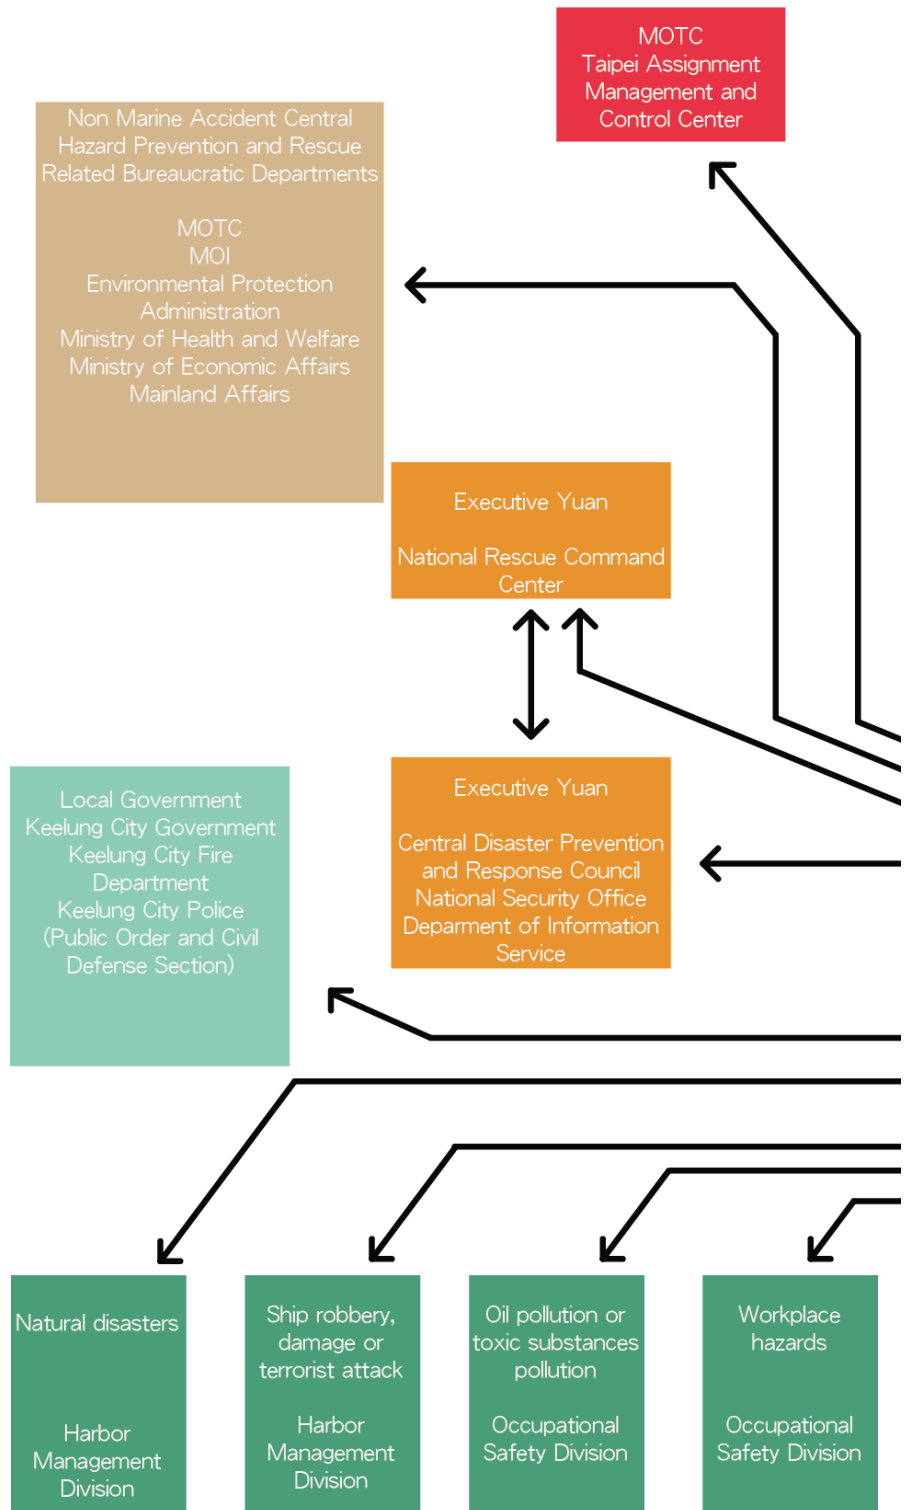 MOTC
Taipei Assignment
Management and
Control Center
Non Marine Accident Central
Hazard Prevention and Rescue
Related Bureaucratic Departments
MOTC
MOI
Environmental Protection
Administration
Ministry of Health and Welfare
Ministry of Economic Affairs
Mainland Affairs
Executive Yuan
National Rescue Command
Center
Executive Yuan
Central Disaster Prevention
and Response Council
National Security Office
Deparment of Information
Service
Local Government
Keelung City Government
Keelung City Fire
Department
Keelung City Police
(Public Order and Civil
Defense Section)
Natural disasters
Harbor
Management
Division
Ship robbery,
damage or
terrorist attack
Harbor
Management
Division
Oil pollution or
toxic substances
pollution
Occupational
Safety Division
Workplace
hazards
Occupational
Safety Division